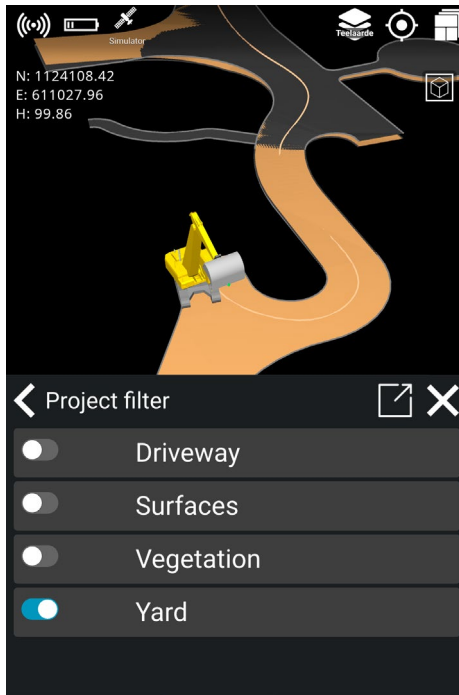 Simulator
Teelaarde
N: 1124108.42
E: 611027.96
H: 99.86
Project filter
Driveway
Surfaces
Vegetation
Yard